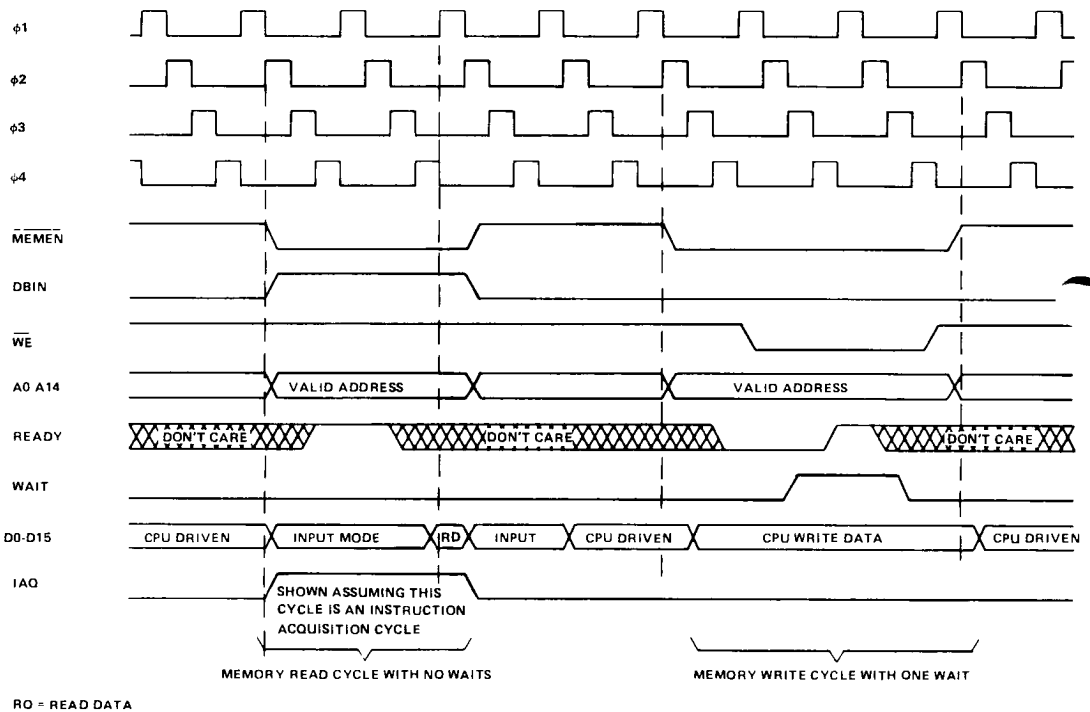 ϕ1
ϕ2
ϕ3
ϕ4
MEMEN
DBIN
WE
A0 A14 VALID ADDRESS VALID ADDRESS
READY DON'T CARE DON'T CARE DON'T CARE
WAIT
D0-D15 CPU DRIVEN INPUT MODE RD INPUT CPU DRIVEN CPU WRITE DATA CPU DRIVEN
IAQ
SHOWN ASSUMING THIS
CYCLE IS AN INSTRUCTION
ACQUISITION CYCLE
MEMORY READ CYCLE WITH NO WAITS MEMORY WRITE CYCLE WITH ONE WAIT
RO = READ DATA